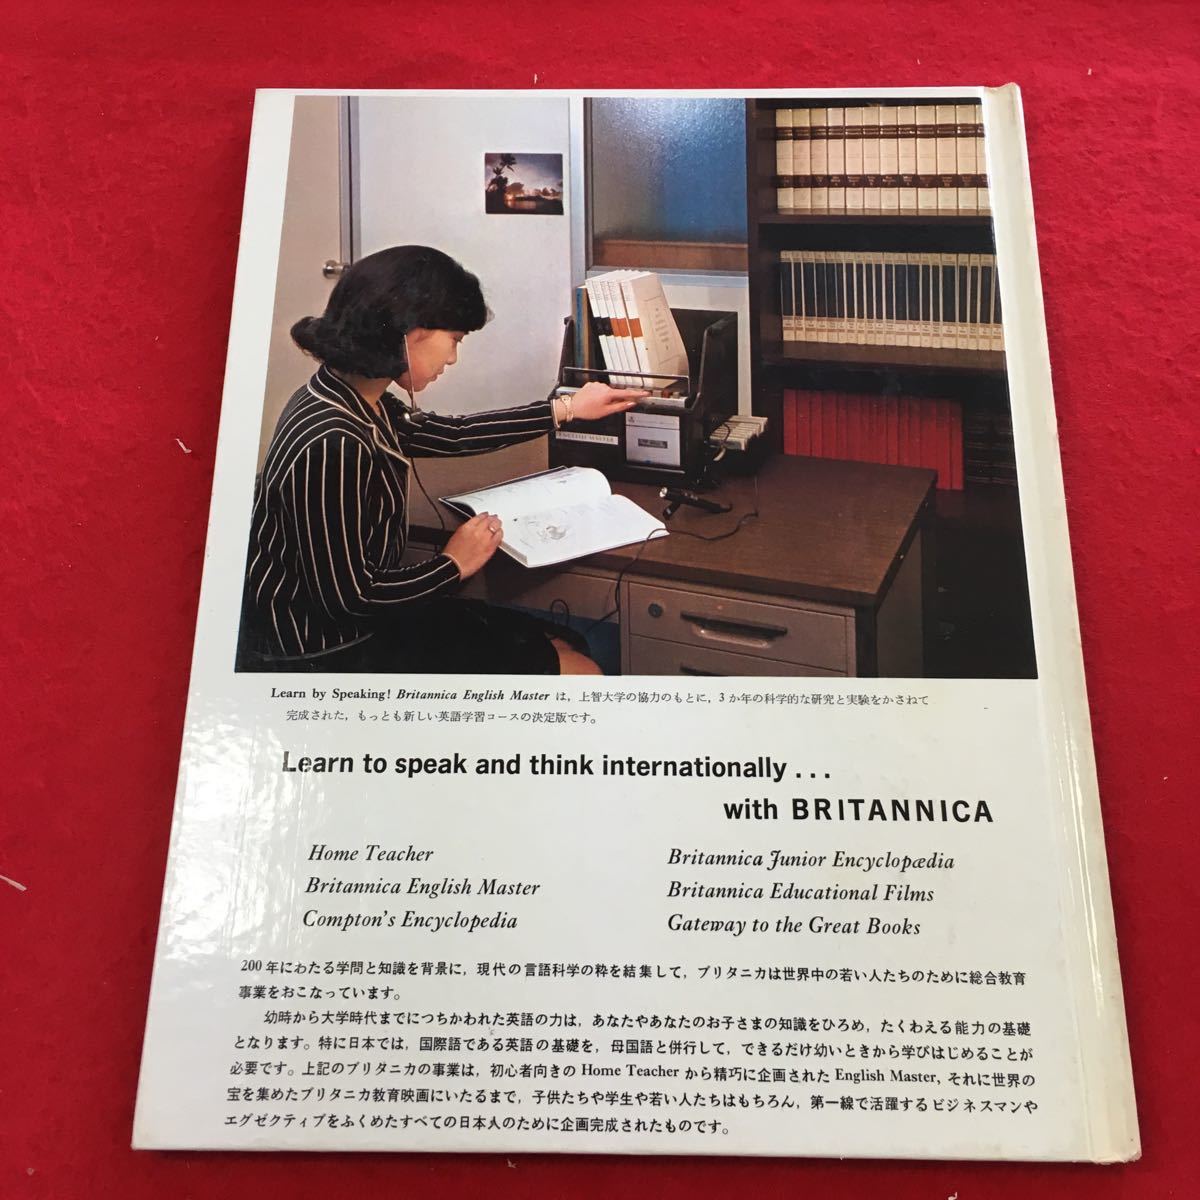 ENGLISH MASTER
Learn by Speaking! Britannica English Master は，上智大学の協力のもとに，3か年の科学的な研究と実験をかさねて
完成された，もっとも新しい英語学習コースの決定版です。
Learn to speak and think internationally ...
with BRITANNICA
Home Teacher
Britannica English Master
Compton's Encyclopedia
Britannica Junior Encyclopædia
Britannica Educational Films
Gateway to the Great Books
200年にわたる学問と知識を背景に，現代の言語科学の粋を結集して，ブリタニカは世界中の若い人たちのために総合教育
事業をおこなっています。
幼時から大学時代までにつちかわれた英語の力は，あなたやあなたのお子さまの知識をひろめ，たくわえる能力の基礎
となります。特に日本では，国際語である英語の基礎を，母国語と併行して，できるだけ幼いときから学びはじめることが
必要です。上記のブリタニカの事業は，初心者向きの Home Teacher から精巧に企画された English Master, それに世界の
宝を集めたブリタニカ教育映画にいたるまで，子供たちや学生や若い人たちはもちろん，第一線で活躍するビジネスマンや
エグゼクティブをふくめたすべての日本人のために企画完成されたものです。